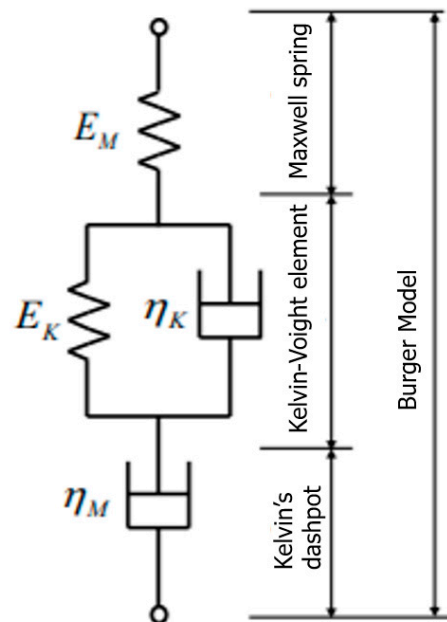 E_M
Maxwell spring
E_K
η_K
Kelvin-Voight element
Burger Model
η_M
Kelvin's
dashpot